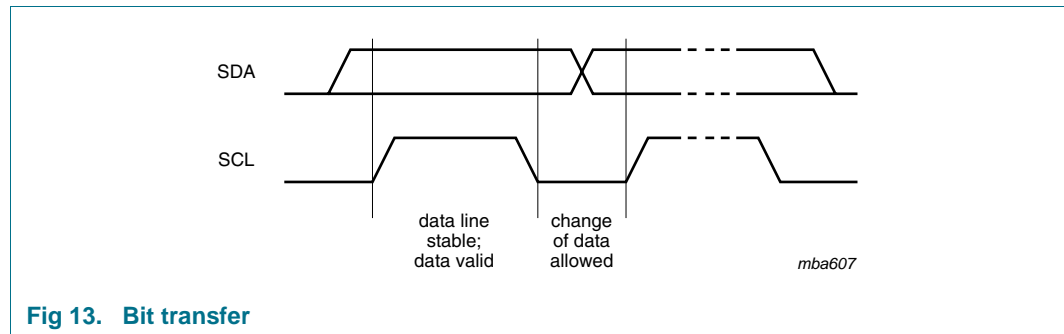 SDA
SCL
data line
stable;
data valid
change
of data
allowed
mba607
Fig 13. Bit transfer